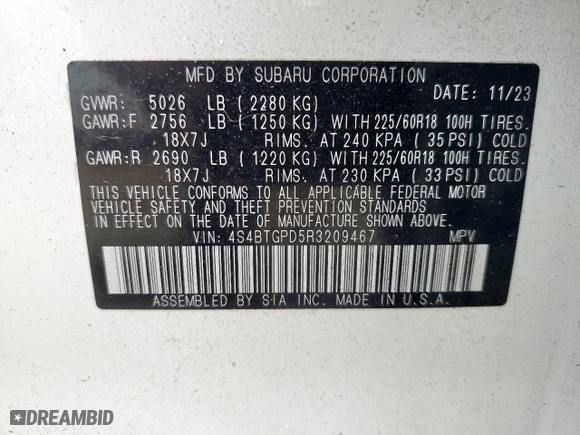 MFD BY SUBARU CORPORATION
DATE: 11/23
GVWR: 5026 LB (2280 KG)
GAWR:F 2756 LB (1250 KG) WITH 225/60R18 100H TIRES.
18X7J RIMS. AT 240 KPA (35 PSI) COLD
GAWR:R 2690 LB (1220 KG) WITH 225/60R18 100H TIRES.
18X7J RIMS. AT 230 KPA (33 PSI) COLD
THIS VEHICLE CONFORMS TO ALL APPLICABLE FEDERAL MOTOR
VEHICLE SAFETY AND THEFT PREVENTION STANDARDS
IN EFFECT ON THE DATE OF MANUFACTURE SHOWN ABOVE.
VIN: 4S4BTGPD5R3209467 MPV
ASSEMBLED BY S-I-A INC. MADE IN U.S.A.
DREAMBID